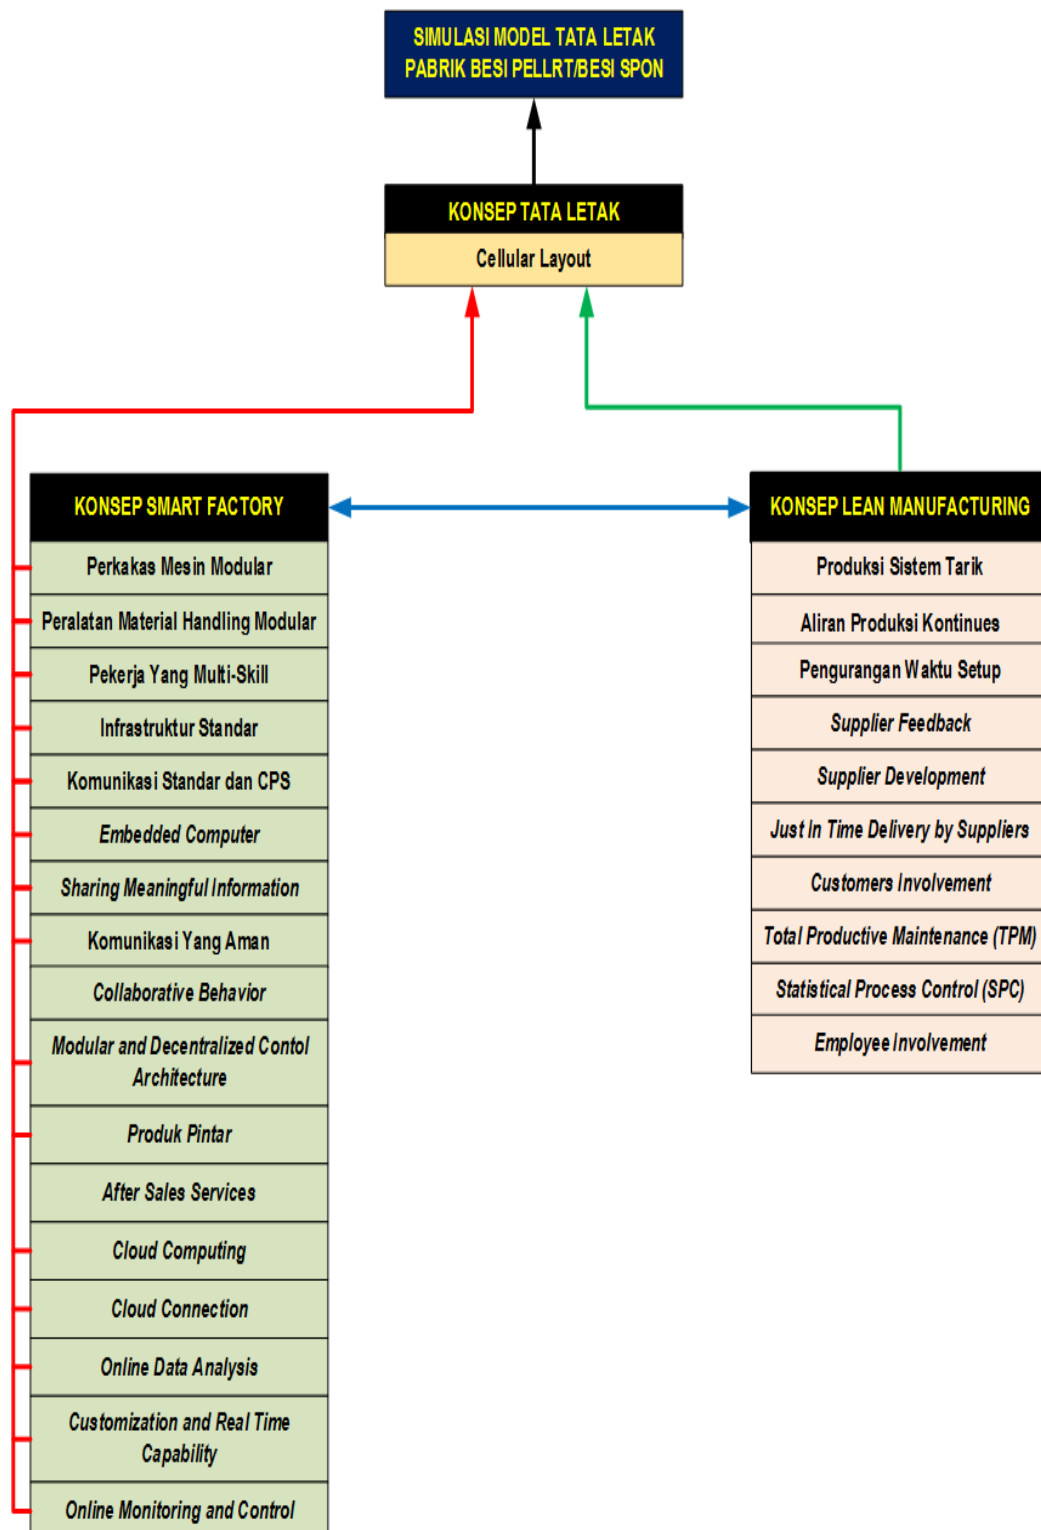 SIMULASI MODEL TATA LETAK
PABRIK BESI PELLRT/BESI SPON
KONSEP TATA LETAK
Cellular Layout
KONSEP SMART FACTORY
Perkakas Mesin Modular
Peralatan Material Handling Modular
Pekerja Yang Multi-Skill
Infrastruktur Standar
Komunikasi Standar dan CPS
Embedded Computer
Sharing Meaningful Information
Komunikasi Yang Aman
Collaborative Behavior
Modular and Decentralized Contol
Architecture
Produk Pintar
After Sales Services
Cloud Computing
Cloud Connection
Online Data Analysis
Customization and Real Time
Capability
Online Monitoring and Control
KONSEP LEAN MANUFACTURING
Produksi Sistem Tarik
Aliran Produksi Kontinues
Pengurangan Waktu Setup
Supplier Feedback
Supplier Development
Just In Time Delivery by Suppliers
Customers Involvement
Total Productive Maintenance (TPM)
Statistical Process Control (SPC)
Employee Involvement